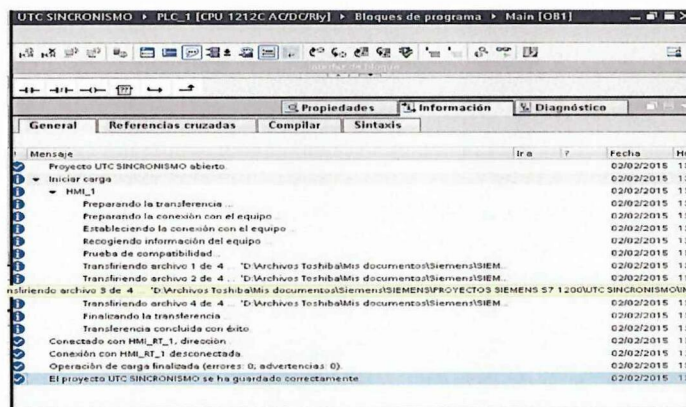 UTC SINCRONISMO ▸ PLC_1 [CPU 1212C AC/DC/Rly] ▸ Bloques de programa ▸ Main [OB1]
Propiedades Información Diagnóstico
General Referencias cruzadas Compilar Sintaxis
! Mensaje Ir a ? Fecha
Proyecto UTC SINCRONISMO abierto. 02/02/2015
Iniciar carga 02/02/2015
HMI_1 02/02/2015
Preparando la transferencia ... 02/02/2015
Preparando la conexión con el equipo ... 02/02/2015
Estableciendo la conexión con el equipo ... 02/02/2015
Recogiendo información del equipo ... 02/02/2015
Prueba de compatibilidad ... 02/02/2015
Transfiriendo archivo 1 de 4 ... "D:\Archivos Toshiba\Mis documentos\Siemens\SIEM... 02/02/2015
Transfiriendo archivo 2 de 4 ... "D:\Archivos Toshiba\Mis documentos\Siemens\SIEM... 02/02/2015
nsfiriendo archivo 3 de 4 ... "D:\Archivos Toshiba\Mis documentos\Siemens\SIEMENS\PROYECTOS SIEMENS S7 1200\UTC SINCRONISMO\IM
Transfiriendo archivo 4 de 4 ... "D:\Archivos Toshiba\Mis documentos\Siemens\SIEM... 02/02/2015
Finalizando la transferencia ... 02/02/2015
Transferencia concluida con éxito. 02/02/2015
Conectado con HMI_RT_1, dirección . 02/02/2015
Conexión con HMI_RT_1 desconectada. 02/02/2015
Operación de carga finalizada (errores: 0; advertencias: 0). 02/02/2015
El proyecto UTC SINCRONISMO se ha guardado correctamente. 02/02/2015